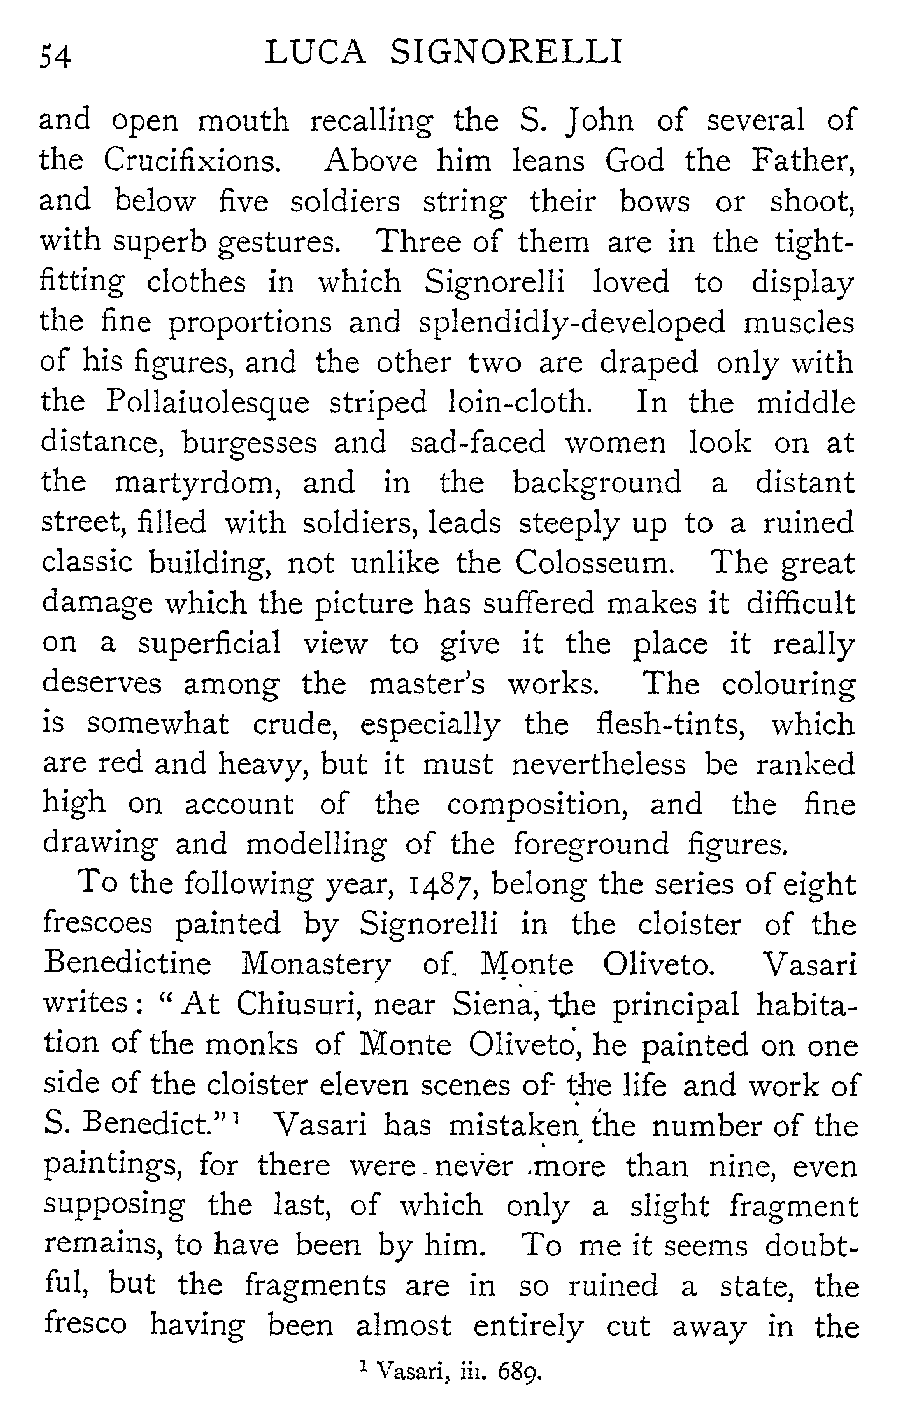 54 LUCA SIGNORELLI
and open mouth recalling the S. John of several of
the Crucifixions. Above him leans God the Father,
and below five soldiers string their bows or shoot,
with superb gestures. Three of them are in the tight-
fitting clothes in which Signorelli loved to display
the fine proportions and splendidly-developed muscles
of his figures, and the other two are draped only with
the Pollaiuolesque striped loin-cloth. In the middle
distance, burgesses and sad-faced women look on at
the martyrdom, and in the background a distant
street, filled with soldiers, leads steeply up to a ruined
classic building, not unlike the Colosseum. The great
damage which the picture has suffered makes it difficult
on a superficial view to give it the place it really
deserves among the master's works. The colouring
is somewhat crude, especially the flesh-tints, which
are red and heavy, but it must nevertheless be ranked
high on account of the composition, and the fine
drawing and modelling of the foreground figures.
To the following year, 1487, belong the series of eight
frescoes painted by Signorelli in the cloister of the
Benedictine Monastery of Monte Oliveto. Vasari
writes: "At Chiusuri, near Siena, the principal habita-
tion of the monks of Monte Oliveto, he painted on one
side of the cloister eleven scenes of the life and work of
S. Benedict."¹ Vasari has mistaken the number of the
paintings, for there were never more than nine, even
supposing the last, of which only a slight fragment
remains, to have been by him. To me it seems doubt-
ful, but the fragments are in so ruined a state, the
fresco having been almost entirely cut away in the
¹ Vasari, iii. 689.